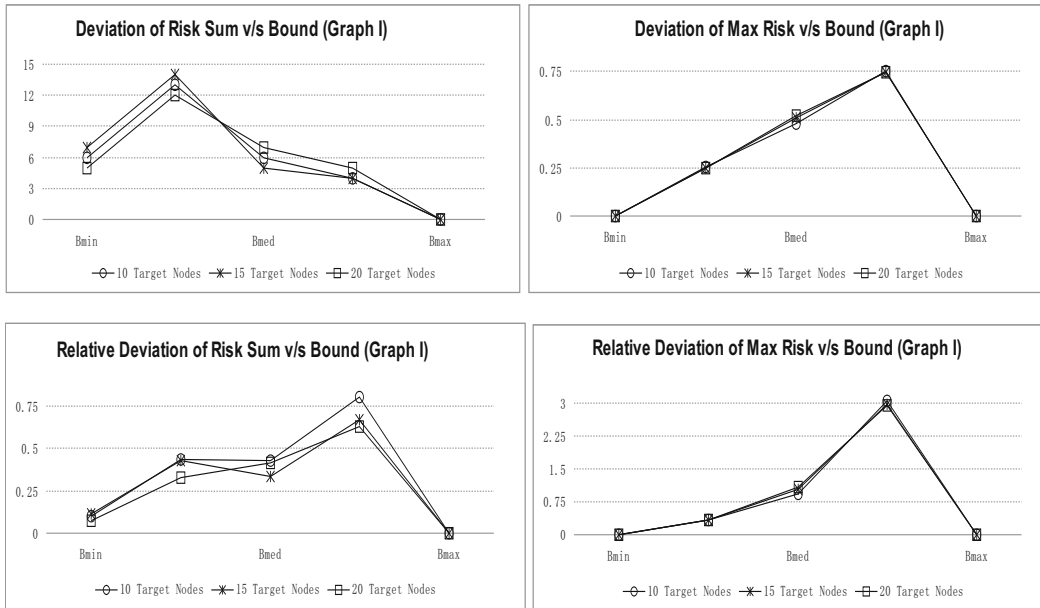 Deviation of Risk Sum v/s Bound (Graph I)
15
12
9
6
3
0
Bmin Bmed Bmax
10 Target Nodes 15 Target Nodes 20 Target Nodes
Deviation of Max Risk v/s Bound (Graph I)
0.75
0.5
0.25
0
Bmin Bmed Bmax
10 Target Nodes 15 Target Nodes 20 Target Nodes
Relative Deviation of Risk Sum v/s Bound (Graph I)
0.75
0.5
0.25
0
Bmin Bmed Bmax
10 Target Nodes 15 Target Nodes 20 Target Nodes
Relative Deviation of Max Risk v/s Bound (Graph I)
3
2.25
1.5
0.75
0
Bmin Bmed Bmax
10 Target Nodes 15 Target Nodes 20 Target Nodes